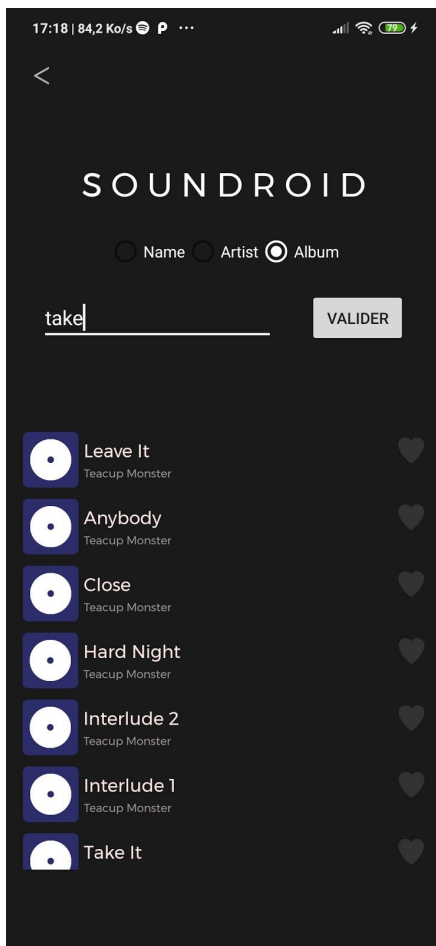 17:18 | 84,2 Ko/s ···
79
<
SOUNDROID
Name Artist Album
take
VALIDER
Leave It
Teacup Monster
Anybody
Teacup Monster
Close
Teacup Monster
Hard Night
Teacup Monster
Interlude 2
Teacup Monster
Interlude 1
Teacup Monster
Take It